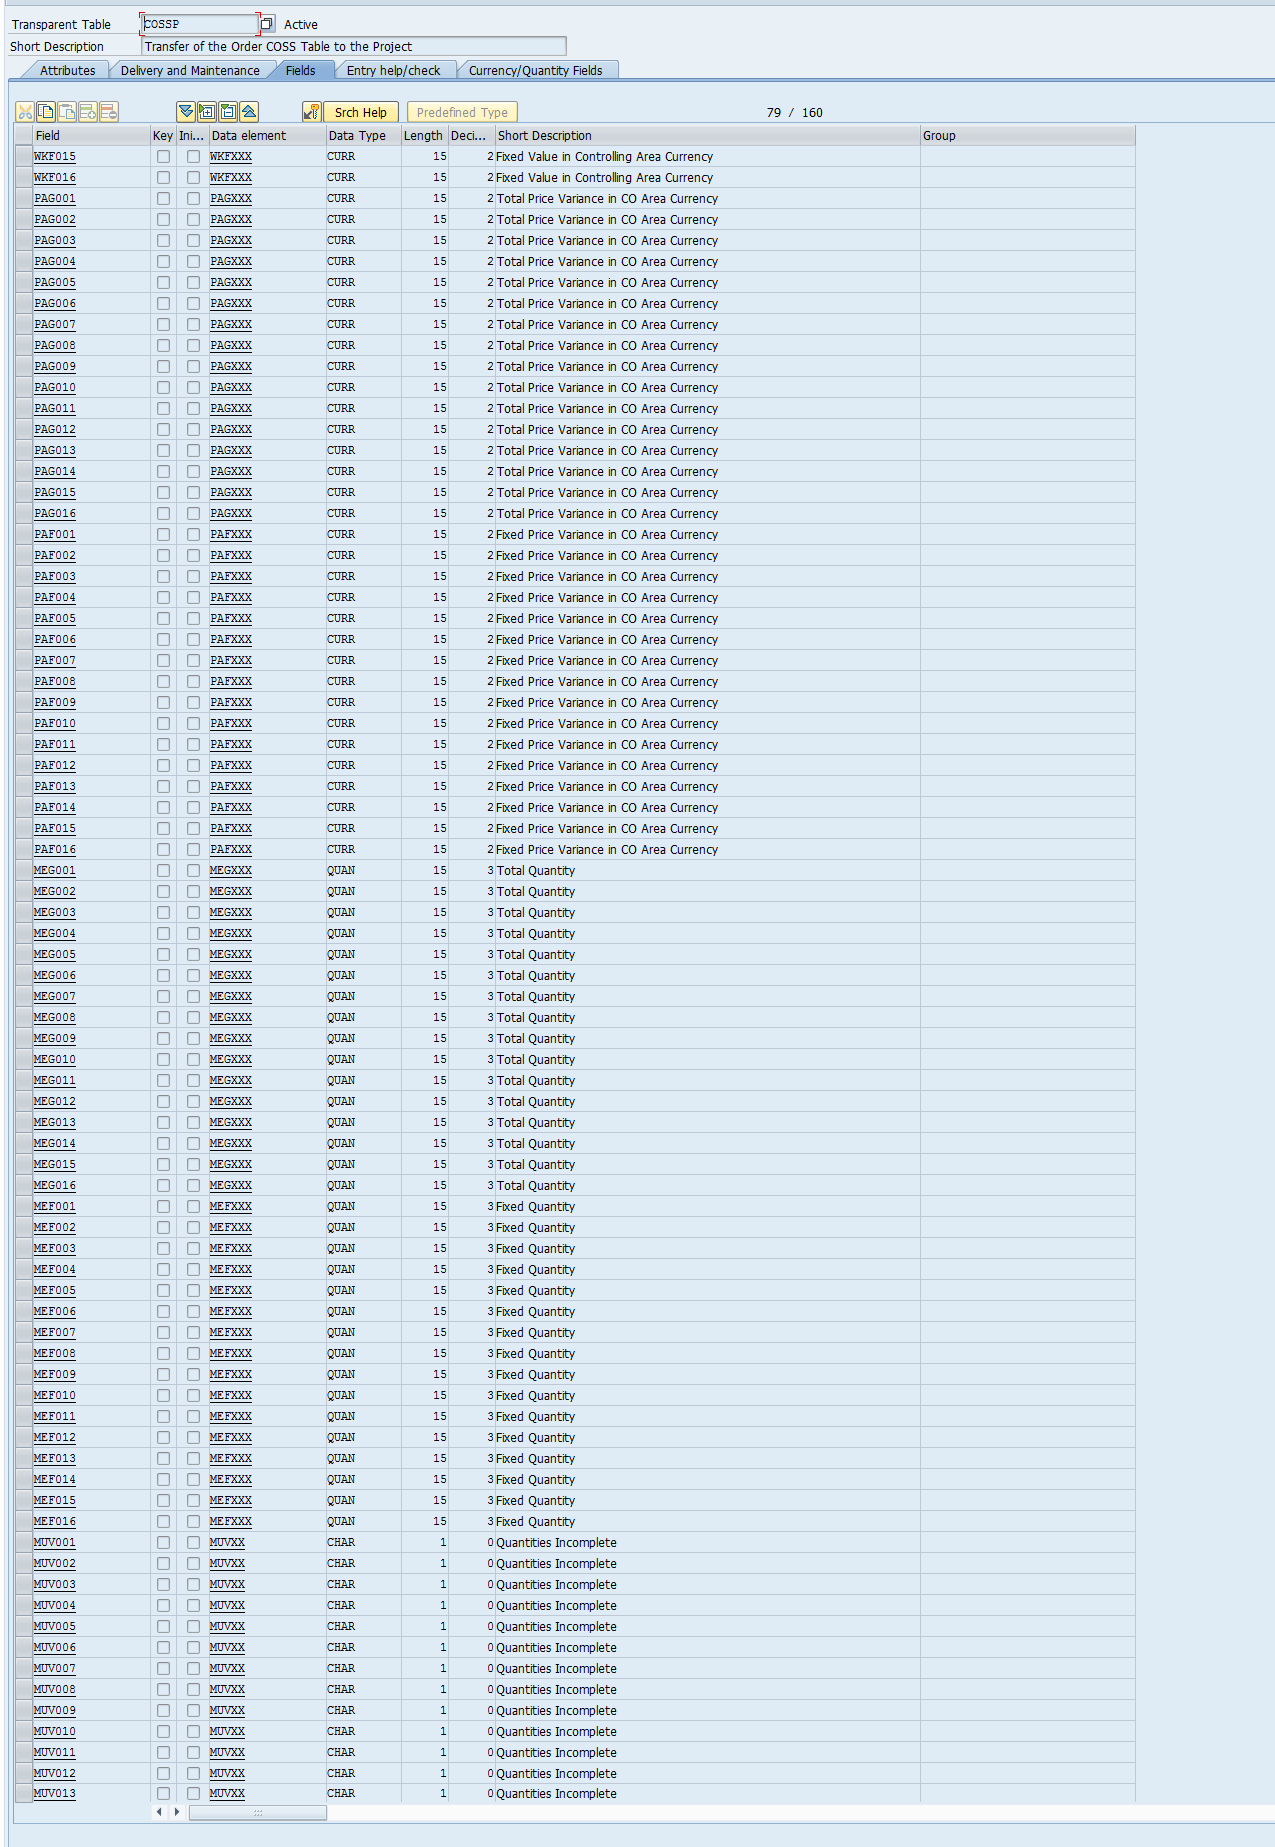 Transparent Table COSSP Active
Short Description Transfer of the Order COSS Table to the Project
Attributes Delivery and Maintenance Fields Entry help/check Currency/Quantity Fields
Srch Help Predefined Type 79 / 160
Field Key Ini... Data element Data Type Length Deci... Short Description Group
WKF015 WKFXXX CURR 15 2 Fixed Value in Controlling Area Currency
WKF016 WKFXXX CURR 15 2 Fixed Value in Controlling Area Currency
PAG001 PAGXXX CURR 15 2 Total Price Variance in CO Area Currency
PAG002 PAGXXX CURR 15 2 Total Price Variance in CO Area Currency
PAG003 PAGXXX CURR 15 2 Total Price Variance in CO Area Currency
PAG004 PAGXXX CURR 15 2 Total Price Variance in CO Area Currency
PAG005 PAGXXX CURR 15 2 Total Price Variance in CO Area Currency
PAG006 PAGXXX CURR 15 2 Total Price Variance in CO Area Currency
PAG007 PAGXXX CURR 15 2 Total Price Variance in CO Area Currency
PAG008 PAGXXX CURR 15 2 Total Price Variance in CO Area Currency
PAG009 PAGXXX CURR 15 2 Total Price Variance in CO Area Currency
PAG010 PAGXXX CURR 15 2 Total Price Variance in CO Area Currency
PAG011 PAGXXX CURR 15 2 Total Price Variance in CO Area Currency
PAG012 PAGXXX CURR 15 2 Total Price Variance in CO Area Currency
PAG013 PAGXXX CURR 15 2 Total Price Variance in CO Area Currency
PAG014 PAGXXX CURR 15 2 Total Price Variance in CO Area Currency
PAG015 PAGXXX CURR 15 2 Total Price Variance in CO Area Currency
PAG016 PAGXXX CURR 15 2 Total Price Variance in CO Area Currency
PAF001 PAFXXX CURR 15 2 Fixed Price Variance in CO Area Currency
PAF002 PAFXXX CURR 15 2 Fixed Price Variance in CO Area Currency
PAF003 PAFXXX CURR 15 2 Fixed Price Variance in CO Area Currency
PAF004 PAFXXX CURR 15 2 Fixed Price Variance in CO Area Currency
PAF005 PAFXXX CURR 15 2 Fixed Price Variance in CO Area Currency
PAF006 PAFXXX CURR 15 2 Fixed Price Variance in CO Area Currency
PAF007 PAFXXX CURR 15 2 Fixed Price Variance in CO Area Currency
PAF008 PAFXXX CURR 15 2 Fixed Price Variance in CO Area Currency
PAF009 PAFXXX CURR 15 2 Fixed Price Variance in CO Area Currency
PAF010 PAFXXX CURR 15 2 Fixed Price Variance in CO Area Currency
PAF011 PAFXXX CURR 15 2 Fixed Price Variance in CO Area Currency
PAF012 PAFXXX CURR 15 2 Fixed Price Variance in CO Area Currency
PAF013 PAFXXX CURR 15 2 Fixed Price Variance in CO Area Currency
PAF014 PAFXXX CURR 15 2 Fixed Price Variance in CO Area Currency
PAF015 PAFXXX CURR 15 2 Fixed Price Variance in CO Area Currency
PAF016 PAFXXX CURR 15 2 Fixed Price Variance in CO Area Currency
MEG001 MEGXXX QUAN 15 3 Total Quantity
MEG002 MEGXXX QUAN 15 3 Total Quantity
MEG003 MEGXXX QUAN 15 3 Total Quantity
MEG004 MEGXXX QUAN 15 3 Total Quantity
MEG005 MEGXXX QUAN 15 3 Total Quantity
MEG006 MEGXXX QUAN 15 3 Total Quantity
MEG007 MEGXXX QUAN 15 3 Total Quantity
MEG008 MEGXXX QUAN 15 3 Total Quantity
MEG009 MEGXXX QUAN 15 3 Total Quantity
MEG010 MEGXXX QUAN 15 3 Total Quantity
MEG011 MEGXXX QUAN 15 3 Total Quantity
MEG012 MEGXXX QUAN 15 3 Total Quantity
MEG013 MEGXXX QUAN 15 3 Total Quantity
MEG014 MEGXXX QUAN 15 3 Total Quantity
MEG015 MEGXXX QUAN 15 3 Total Quantity
MEG016 MEGXXX QUAN 15 3 Total Quantity
MEF001 MEFXXX QUAN 15 3 Fixed Quantity
MEF002 MEFXXX QUAN 15 3 Fixed Quantity
MEF003 MEFXXX QUAN 15 3 Fixed Quantity
MEF004 MEFXXX QUAN 15 3 Fixed Quantity
MEF005 MEFXXX QUAN 15 3 Fixed Quantity
MEF006 MEFXXX QUAN 15 3 Fixed Quantity
MEF007 MEFXXX QUAN 15 3 Fixed Quantity
MEF008 MEFXXX QUAN 15 3 Fixed Quantity
MEF009 MEFXXX QUAN 15 3 Fixed Quantity
MEF010 MEFXXX QUAN 15 3 Fixed Quantity
MEF011 MEFXXX QUAN 15 3 Fixed Quantity
MEF012 MEFXXX QUAN 15 3 Fixed Quantity
MEF013 MEFXXX QUAN 15 3 Fixed Quantity
MEF014 MEFXXX QUAN 15 3 Fixed Quantity
MEF015 MEFXXX QUAN 15 3 Fixed Quantity
MEF016 MEFXXX QUAN 15 3 Fixed Quantity
MUV001 MUVXX CHAR 1 0 Quantities Incomplete
MUV002 MUVXX CHAR 1 0 Quantities Incomplete
MUV003 MUVXX CHAR 1 0 Quantities Incomplete
MUV004 MUVXX CHAR 1 0 Quantities Incomplete
MUV005 MUVXX CHAR 1 0 Quantities Incomplete
MUV006 MUVXX CHAR 1 0 Quantities Incomplete
MUV007 MUVXX CHAR 1 0 Quantities Incomplete
MUV008 MUVXX CHAR 1 0 Quantities Incomplete
MUV009 MUVXX CHAR 1 0 Quantities Incomplete
MUV010 MUVXX CHAR 1 0 Quantities Incomplete
MUV011 MUVXX CHAR 1 0 Quantities Incomplete
MUV012 MUVXX CHAR 1 0 Quantities Incomplete
MUV013 MUVXX CHAR 1 0 Quantities Incomplete